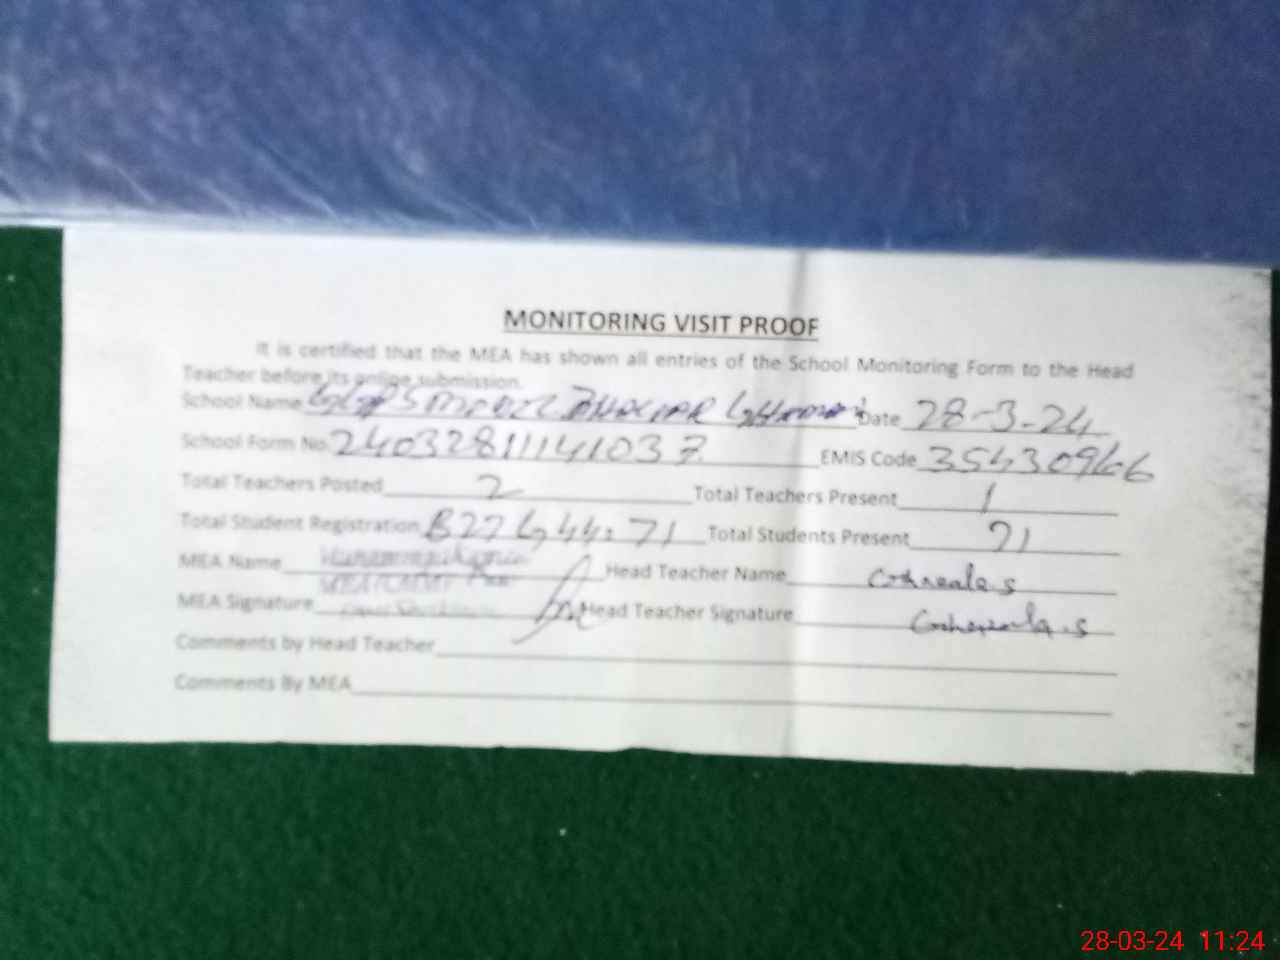 MONITORING VISIT PROOF
It is certified that the MEA has shown all entries of the School Monitoring Form to the Head
Teacher before its online submission.
School Name Date 28-3-24
School Form No. 24032811141037 EMIS Code 35430966
Total Teachers Posted 2 Total Teachers Present 1
Total Student Registration B27 G44:71 Total Students Present 71
MEA Name Head Teacher Name
MEA Signature Head Teacher Signature
Comments by Head Teacher
Comments By MEA
28-03-24 11:24